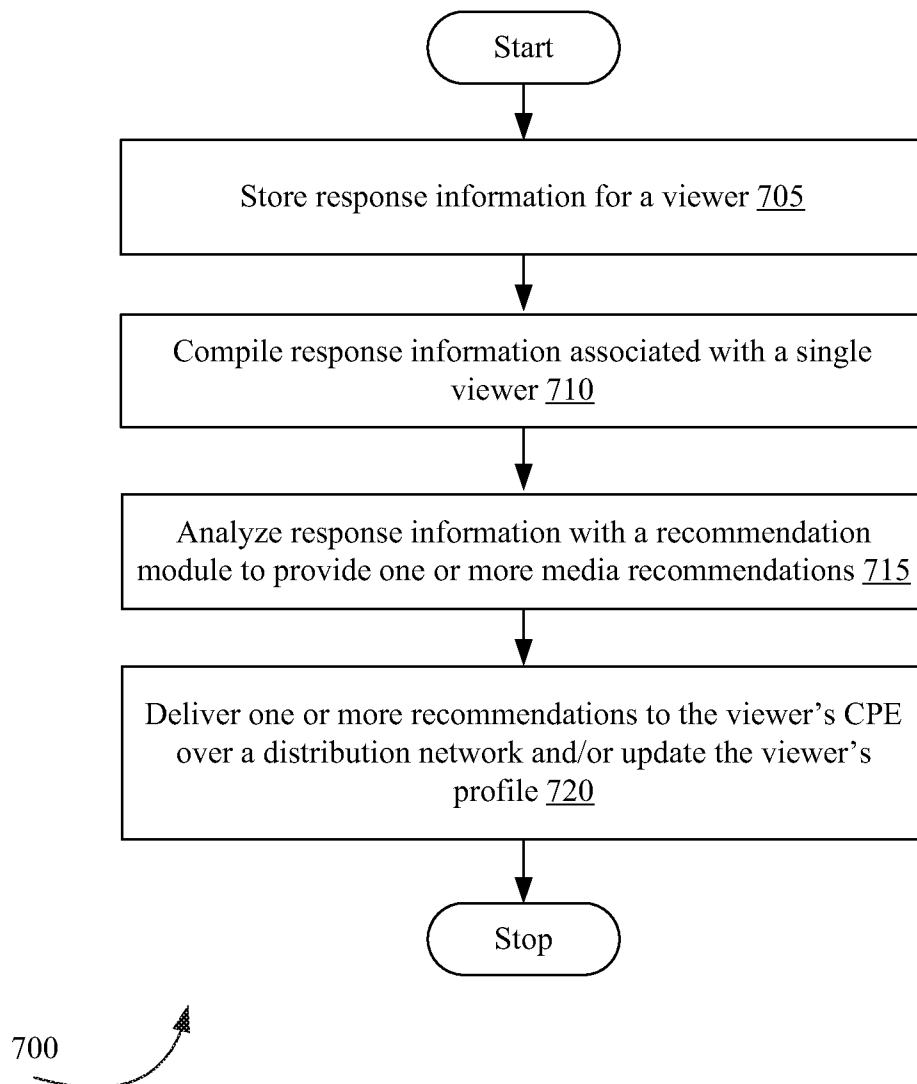 Start
Store response information for a viewer 705
Compile response information associated with a single
viewer 710
Analyze response information with a recommendation
module to provide one or more media recommendations 715
Deliver one or more recommendations to the viewer’s CPE
over a distribution network and/or update the viewer’s
profile 720
Stop
700